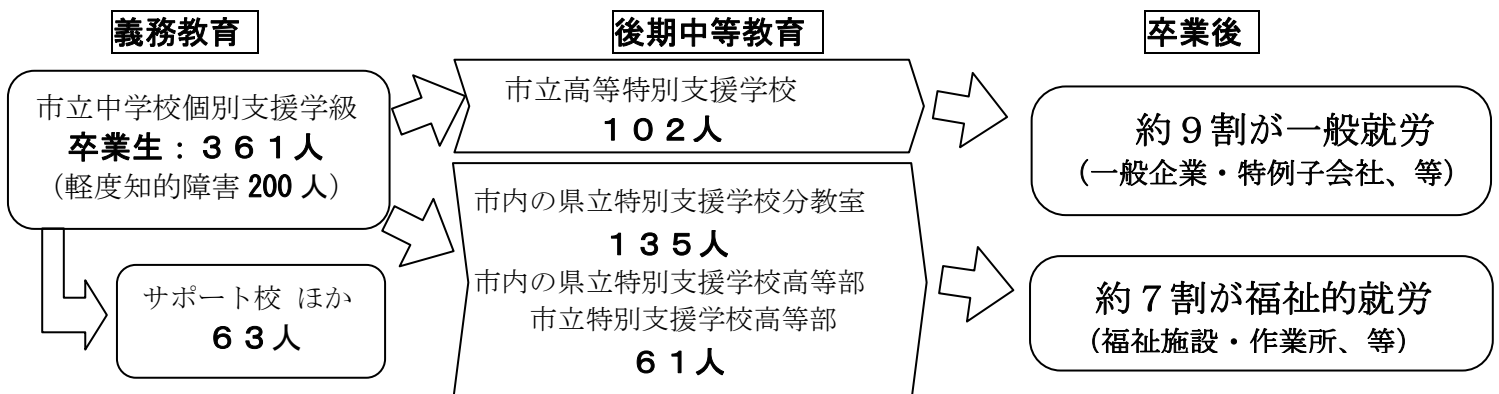 義務教育
後期中等教育
卒業後
市立中学校個別支援学級
卒業生：３６１人
（軽度知的障害 200 人）
サポート校 ほか
６３人
市立高等特別支援学校
１０２人
市内の県立特別支援学校分教室
１３５人
市内の県立特別支援学校高等部
市立特別支援学校高等部
６１人
約９割が一般就労
（一般企業・特例子会社、等）
約７割が福祉的就労
（福祉施設・作業所、等）